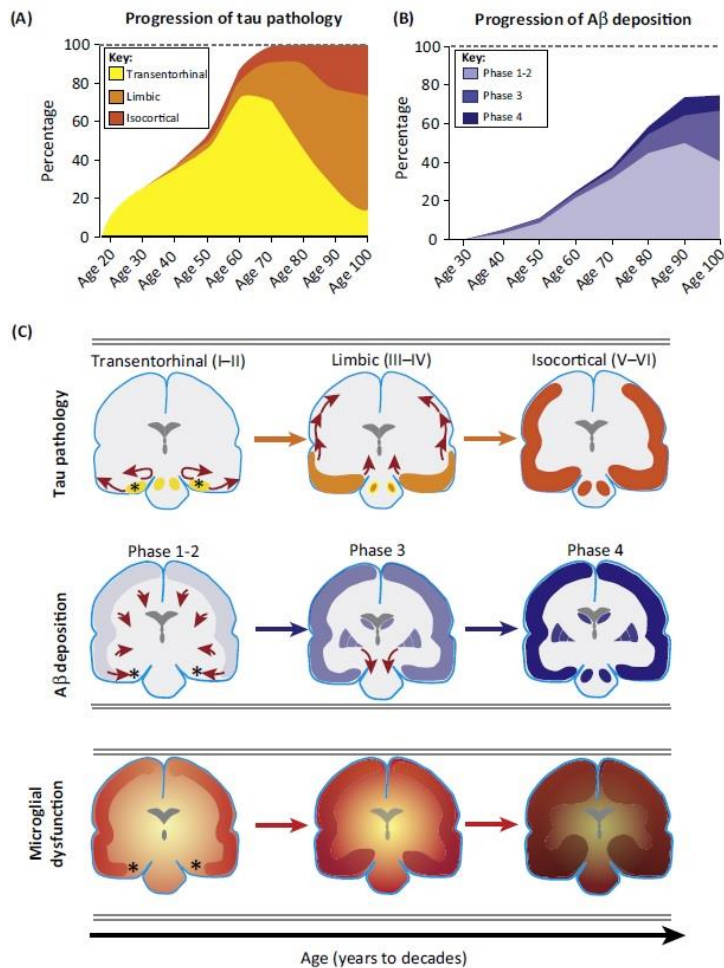 (A)
Progression of tau pathology
100
80
60
40
20
0
Percentage
Key:
Transentorhinal
Limbic
Isocortical
Age 20
Age 30
Age 40
Age 50
Age 60
Age 70
Age 80
Age 90
Age 100
(B)
Progression of Aβ deposition
100
80
60
40
20
0
Percentage
Key:
Phase 1-2
Phase 3
Phase 4
Age 30
Age 40
Age 50
Age 60
Age 70
Age 80
Age 90
Age 100
(C)
Tau pathology
Transentorhinal (I–II)
Limbic (III–IV)
Isocortical (V–VI)
* *
Aβ deposition
Phase 1-2
Phase 3
Phase 4
* *
Microglial
dysfunction
* *
Age (years to decades)